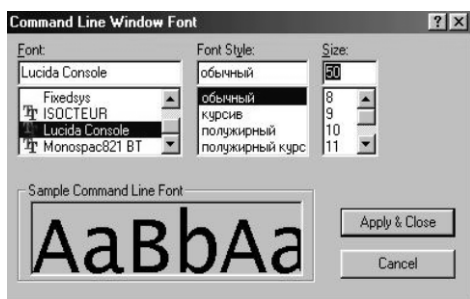 Command Line Window Font
Font:
Font Style:
Size:
Lucida Console
обычный
50
Fixedsys
ISOCTEUR
Lucida Console
Monospac821 BT
обычный
курсив
полужирный
полужирный курс
8
9
10
11
Sample Command Line Font
AaBbAa
Apply & Close
Cancel